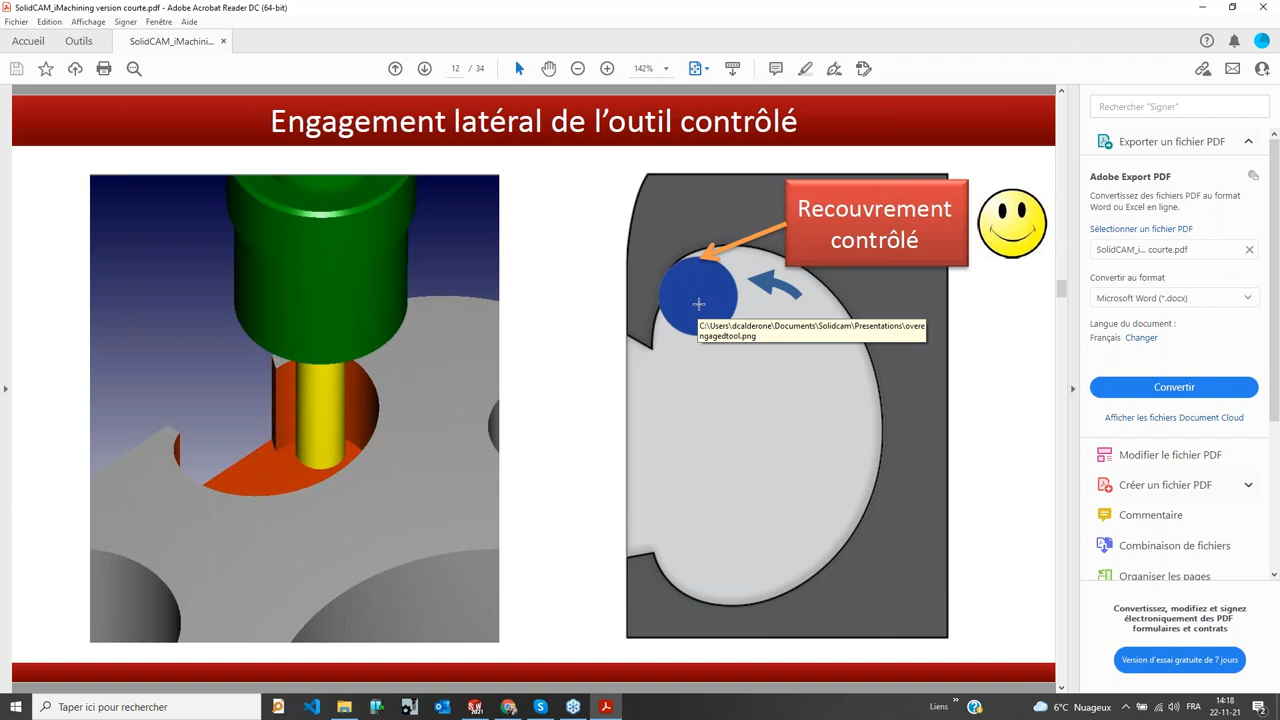 SolidCAM_iMachining version courte.pdf - Adobe Acrobat Reader DC (64-bit)
Fichier Edition Affichage Signer Fenêtre Aide
Accueil Outils SolidCAM_iMachini... ×
12 / 34 142%
Engagement latéral de l’outil contrôlé
Recouvrement
contrôlé
C:\Users\dcalderone\Documents\Solidcam\Presentations\overe
ngagedtool.png
Rechercher "Signer"
Exporter un fichier PDF
Adobe Export PDF
Convertissez des fichiers PDF au format
Word ou Excel en ligne.
Sélectionner un fichier PDF
SolidCAM_i... courte.pdf
Convertir au format
Microsoft Word (*.docx)
Langue du document :
Français Changer
Convertir
Afficher les fichiers Document Cloud
Modifier le fichier PDF
Créer un fichier PDF
Commentaire
Combinaison de fichiers
Organiser les pages
Convertissez, modifiez et signez
électroniquement des PDF
formulaires et contrats
Version d'essai gratuite de 7 jours
Taper ici pour rechercher
Liens
6°C Nuageux
FRA
14:18
22-11-21